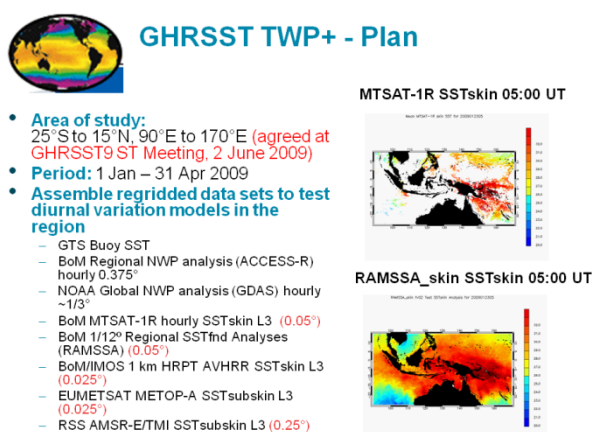 GHRSST TWP+ - Plan
MTSAT-1R SSTskin 05:00 UT
Area of study:
25°S to 15°N, 90°E to 170°E (agreed at
GHRSST9 ST Meeting, 2 June 2009)
Period: 1 Jan – 31 Apr 2009
Assemble regridded data sets to test
diurnal variation models in the
region
– GTS Buoy SST
– BoM Regional NWP analysis (ACCESS-R)
hourly 0.375°
– NOAA Global NWP analysis (GDAS) hourly
~1/3°
– BoM MTSAT-1R hourly SSTskin L3 (0.05°)
– BoM 1/12º Regional SSTfnd Analyses
(RAMSSA) (0.05°)
– BoM/IMOS 1 km HRPT AVHRR SSTskin L3
(0.025°)
– EUMETSAT METOP-A SSTsubskin L3
(0.025°)
– RSS AMSR-E/TMI SSTsubskin L3 (0.25°)
RAMSSA_skin SSTskin 05:00 UT